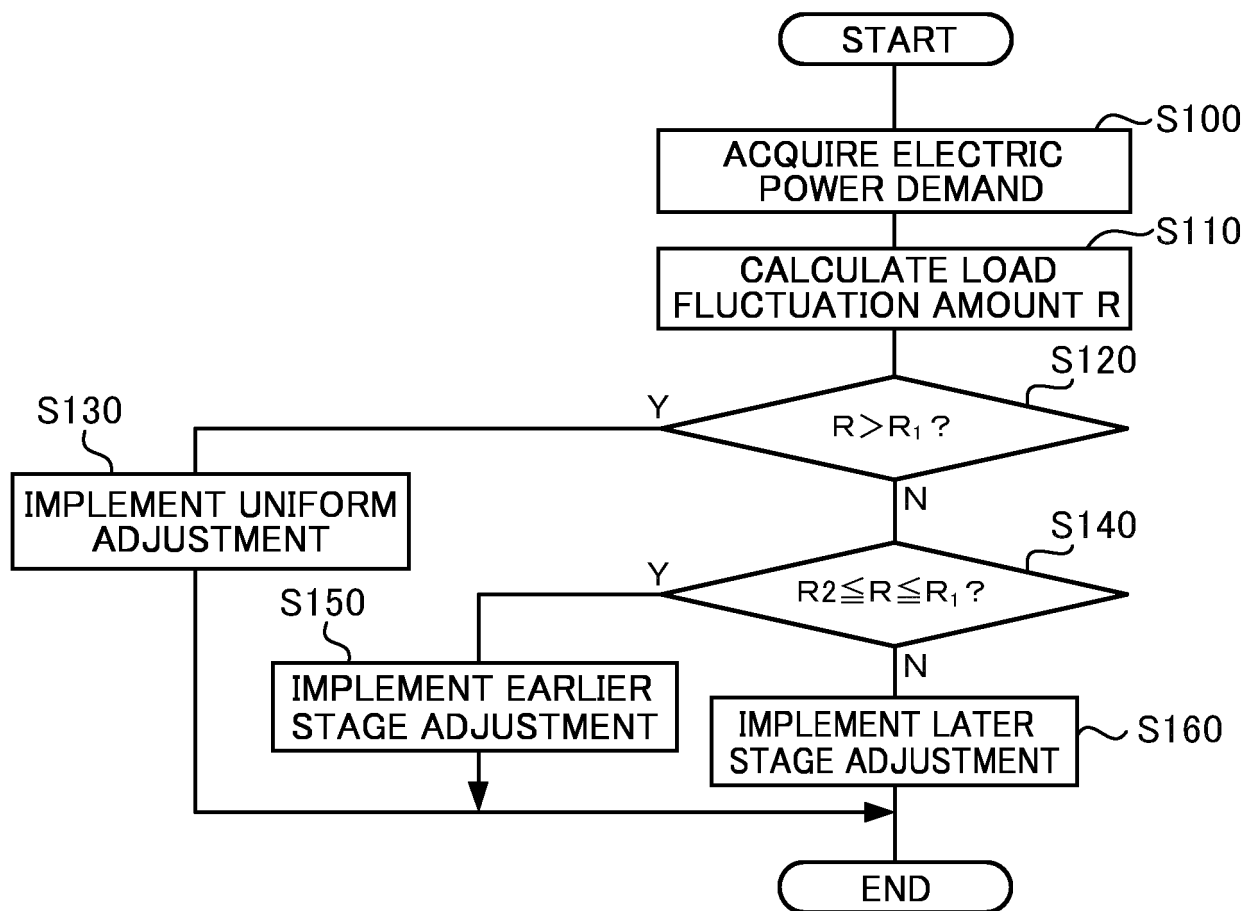 START
S100
ACQUIRE ELECTRIC
POWER DEMAND
S110
CALCULATE LOAD
FLUCTUATION AMOUNT R
S120
R>R₁?
Y
N
S130
IMPLEMENT UNIFORM
ADJUSTMENT
S140
R2≦R≦R₁?
Y
N
S150
IMPLEMENT EARLIER
STAGE ADJUSTMENT
IMPLEMENT LATER
STAGE ADJUSTMENT
S160
END